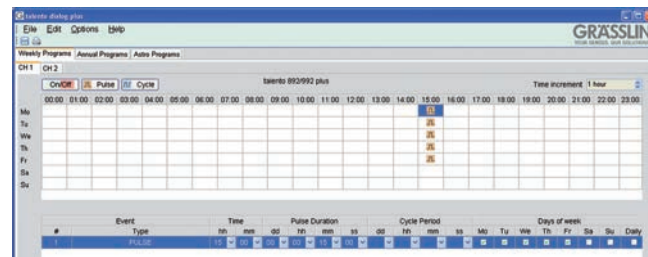 talento dialog plus
File Edit Options Help
GRÄSSLIN
Weekly Programs Annual Programs Astro Programs
CH 1 CH 2
On/Off Pulse Cycle talento 892/992 plus Time increment 1 hour
00:00 01:00 02:00 03:00 04:00 05:00 06:00 07:00 08:00 09:00 10:00 11:00 12:00 13:00 14:00 15:00 16:00 17:00 18:00 19:00 20:00 21:00 22:00 23:00
Mo
Tu
We
Th
Fr
Sa
Su
Event Time Pulse Duration Cycle Period Days of week
# Type hh mm dd hh mm ss dd hh mm ss Mo Tu We Th Fr Sa Su Daily
1 PULSE 15 00 00 03 15 00